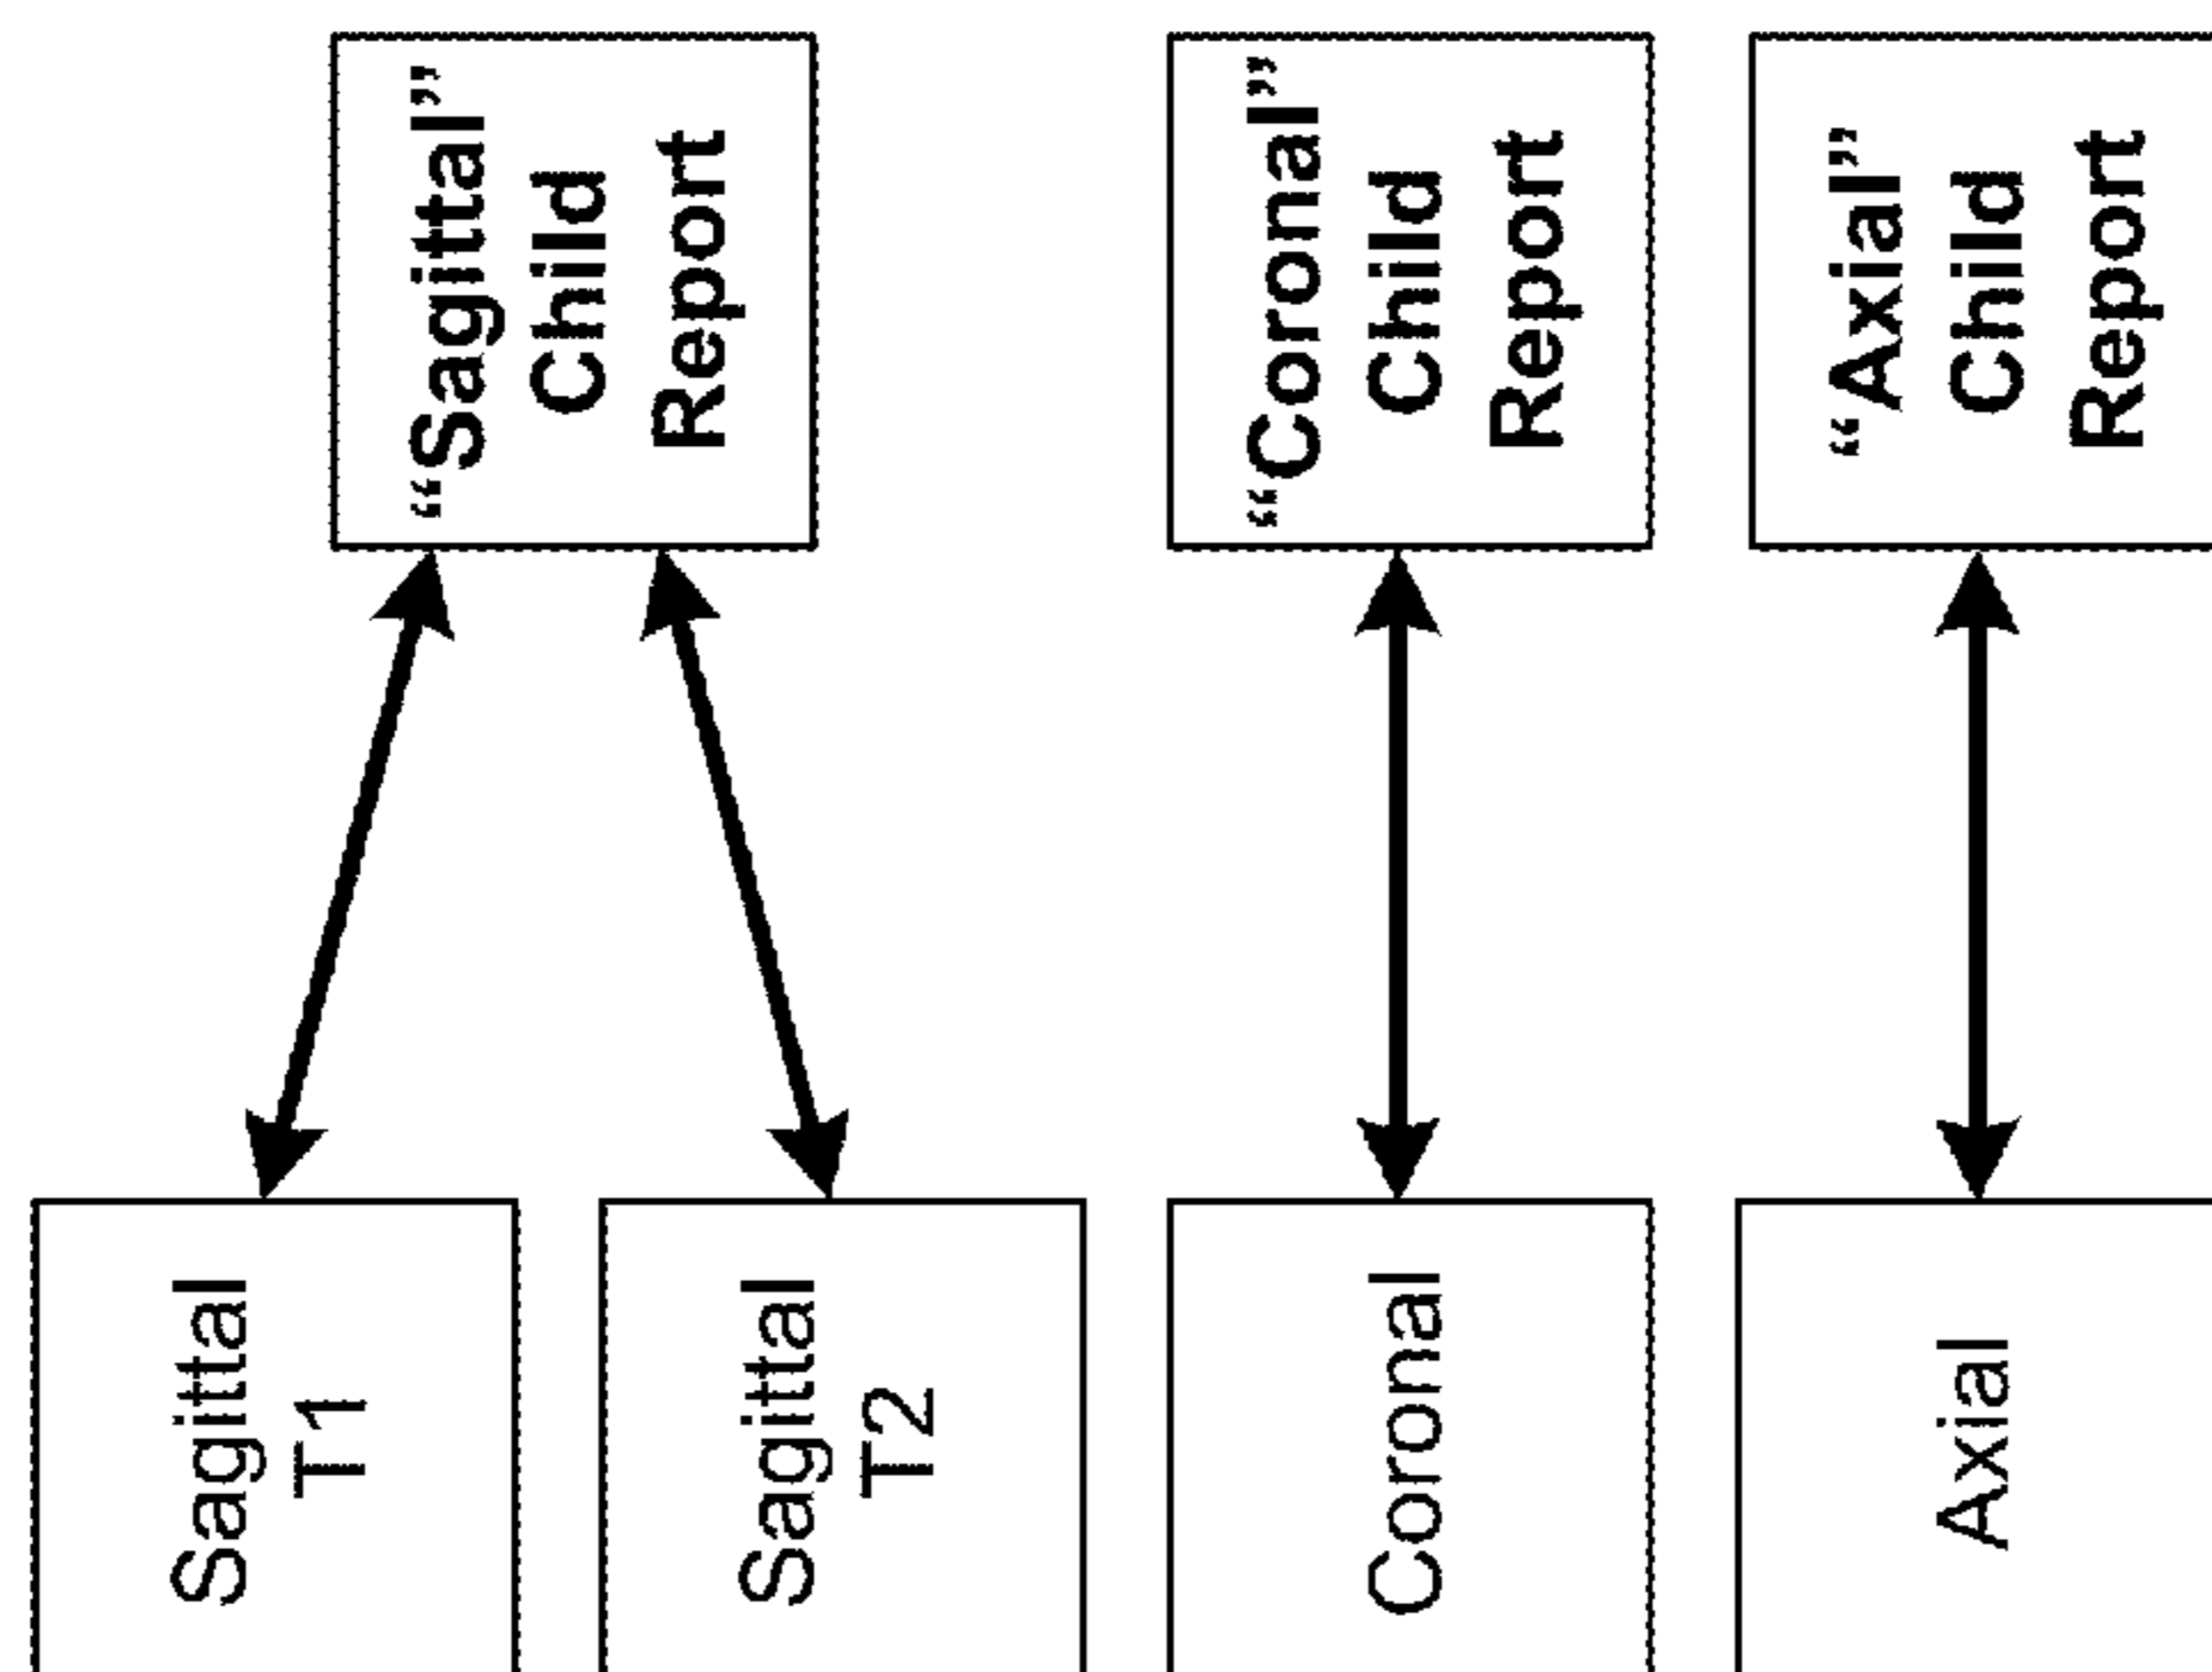 Sagittal
T1
“Sagittal”
Child
Report
Sagittal
T2
Coronal
“Coronal”
Child
Report
Axial
“Axial”
Child
Report